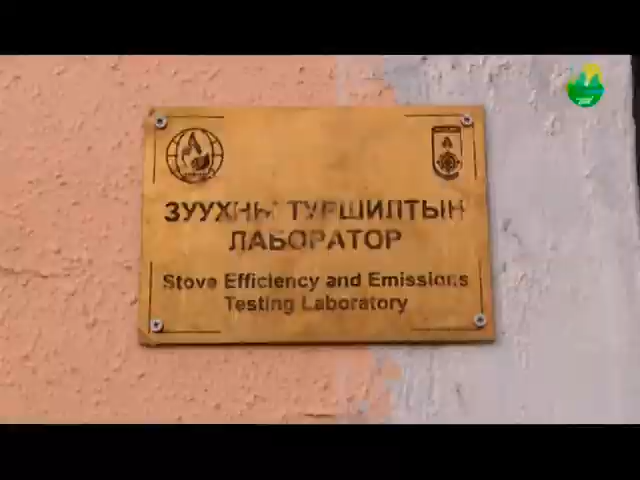 ЗУУХНЫ ТУРШИЛТЫН
ЛАБОРАТОР
Stove Efficiency and Emissions
Testing Laboratory